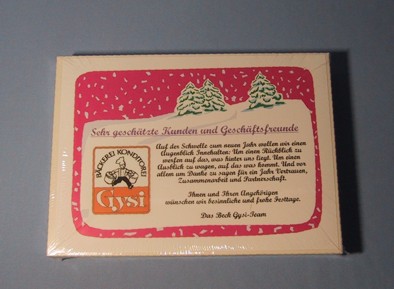 Sehr geschätzte Kunden und Geschäftsfreunde
Auf der Schwelle zum neuen Jahr wollen wir einen
Augenblick Innehalten: Um einen Rückblick zu
werfen auf das, was hinter uns liegt. Um einen
Ausblick zu wagen, auf das was kommt. Und vor
allem um Danke zu sagen für ein Jahr Vertrauen,
Zusammenarbeit und Partnerschaft.
BÄCKEREI KONDITOREI
Gysi
Ihnen und Ihren Angehörigen
wünschen wir besinnliche und frohe Festtage.
Das Beck Gysi-Team